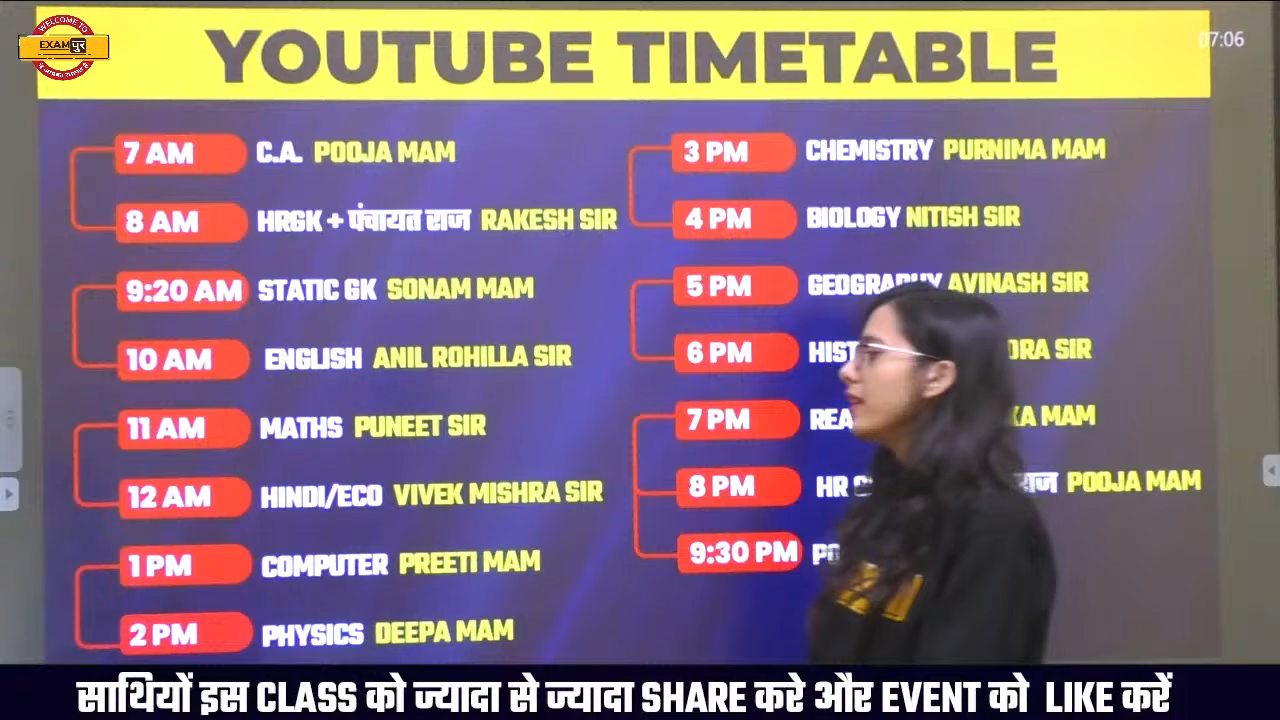 WELCOME TO
EXAM पुर
YOUTUBE TIMETABLE
07:06
7 AM C.A. POOJA MAM
8 AM HRGK + पंचायत राज RAKESH SIR
9:20 AM STATIC GK SONAM MAM
10 AM ENGLISH ANIL ROHILLA SIR
11 AM MATHS PUNEET SIR
12 AM HINDI/ECO VIVEK MISHRA SIR
1 PM COMPUTER PREETI MAM
2 PM PHYSICS DEEPA MAM
3 PM CHEMISTRY PURNIMA MAM
4 PM BIOLOGY NITISH SIR
5 PM GEOGRAPHY AVINASH SIR
6 PM SIR
7 PM MAM
8 PM HR राज POOJA MAM
9:30 PM
साथियों इस CLASS को ज्यादा से ज्यादा SHARE करे और EVENT को LIKE करें